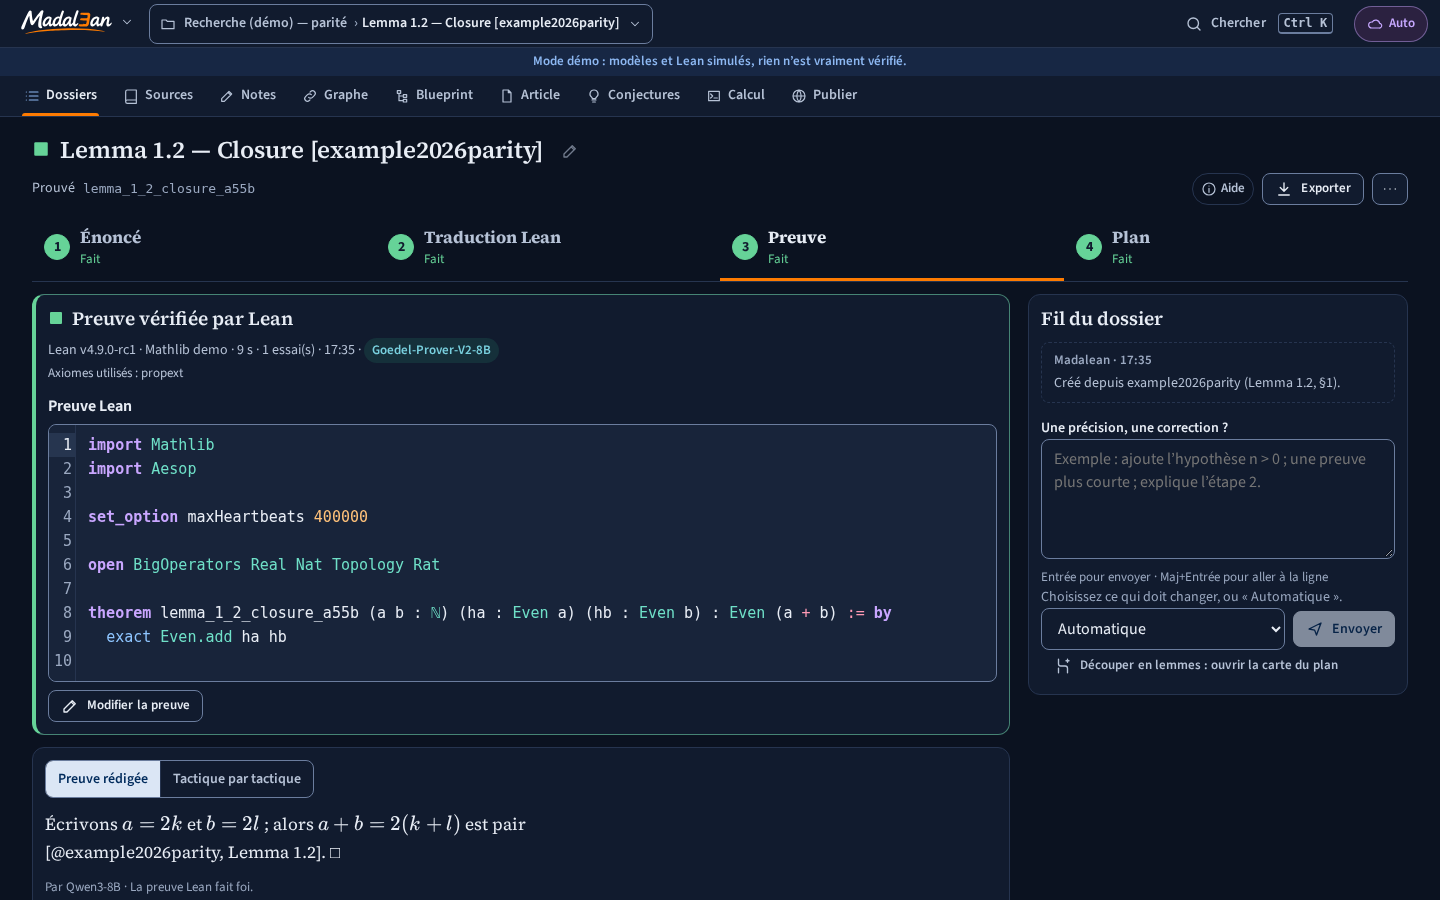 Madal3an
Recherche (démo) — parité › Lemma 1.2 — Closure [example2026parity]
Chercher Ctrl K
Auto
Mode démo : modèles et Lean simulés, rien n’est vraiment vérifié.
Dossiers Sources Notes Graphe Blueprint Article Conjectures Calcul Publier
Lemma 1.2 — Closure [example2026parity]
Prouvé lemma_1_2_closure_a55b
Aide Exporter ···
1 Énoncé
Fait
2 Traduction Lean
Fait
3 Preuve
Fait
4 Plan
Fait
Preuve vérifiée par Lean
Lean v4.9.0-rc1 · Mathlib demo · 9 s · 1 essai(s) · 17:35 · Goedel-Prover-V2-8B
Axiomes utilisés : propext
Preuve Lean
1 import Mathlib
2 import Aesop
3
4 set_option maxHeartbeats 400000
5
6 open BigOperators Real Nat Topology Rat
7
8 theorem lemma_1_2_closure_a55b (a b : ℕ) (ha : Even a) (hb : Even b) : Even (a + b) := by
9 exact Even.add ha hb
10
Modifier la preuve
Preuve rédigée Tactique par tactique
Écrivons a = 2k et b = 2l ; alors a + b = 2(k + l) est pair
[@example2026parity, Lemma 1.2]. □
Par Qwen3-8B · La preuve Lean fait foi.
Fil du dossier
Madalean · 17:35
Créé depuis example2026parity (Lemma 1.2, §1).
Une précision, une correction ?
Exemple : ajoute l’hypothèse n > 0 ; une preuve
plus courte ; explique l’étape 2.
Entrée pour envoyer · Maj+Entrée pour aller à la ligne
Choisissez ce qui doit changer, ou « Automatique ».
Automatique Envoyer
Découper en lemmes : ouvrir la carte du plan